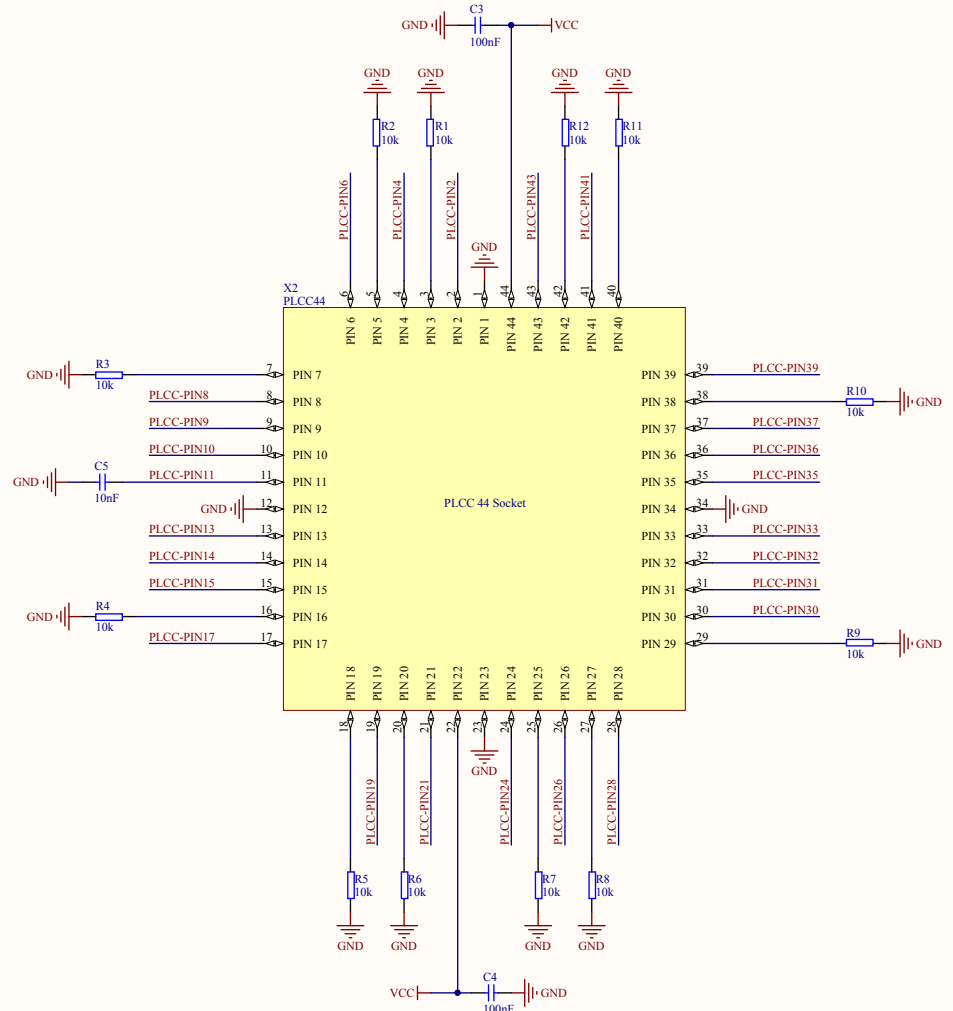 C3
GND
VCC
100nF
GND
GND
GND
GND
R2
10k
R1
10k
R12
10k
R11
10k
PLCC-PIN6
PLCC-PIN4
PLCC-PIN2
PLCC-PIN43
PLCC-PIN41
GND
X2
PLCC44
6
5
4
3
2
1
44
43
42
41
40
PIN 6
PIN 5
PIN 4
PIN 3
PIN 2
PIN 1
PIN 44
PIN 43
PIN 42
PIN 41
PIN 40
GND
R3
10k
7
PIN 7
PLCC-PIN8
8
PIN 8
PLCC-PIN9
9
PIN 9
PLCC-PIN10
10
PIN 10
GND
C5
10nF
PLCC-PIN11
11
PIN 11
GND
12
PIN 12
PLCC-PIN13
13
PIN 13
PLCC-PIN14
14
PIN 14
PLCC-PIN15
15
PIN 15
GND
R4
10k
16
PIN 16
PLCC-PIN17
17
PIN 17
PLCC 44 Socket
PIN 39
39
PLCC-PIN39
PIN 38
38
R10
10k
GND
PIN 37
37
PLCC-PIN37
PIN 36
36
PLCC-PIN36
PIN 35
35
PLCC-PIN35
PIN 34
34
GND
PIN 33
33
PLCC-PIN33
PIN 32
32
PLCC-PIN32
PIN 31
31
PLCC-PIN31
PIN 30
30
PLCC-PIN30
PIN 29
29
R9
10k
GND
PIN 18
PIN 19
PIN 20
PIN 21
PIN 22
PIN 23
PIN 24
PIN 25
PIN 26
PIN 27
PIN 28
18
19
20
21
22
23
24
25
26
27
28
GND
PLCC-PIN19
PLCC-PIN21
PLCC-PIN24
PLCC-PIN26
PLCC-PIN28
R5
10k
R6
10k
R7
10k
R8
10k
GND
GND
GND
GND
VCC
C4
100nF
GND